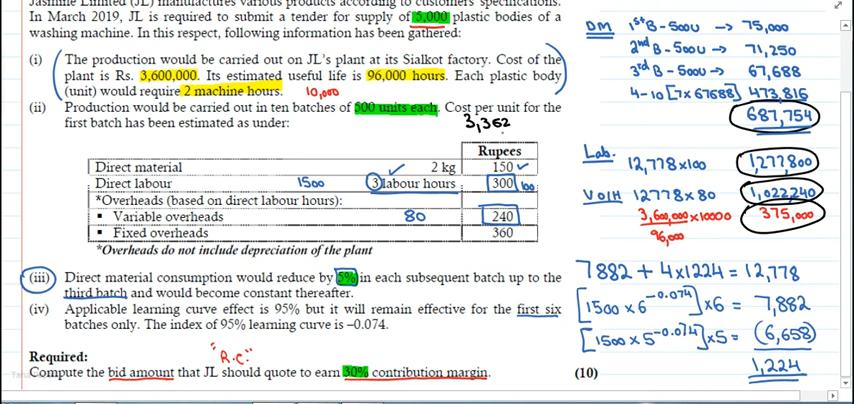 Jasmine Limited (JL) manufactures various products according to customers' specifications.
In March 2019, JL is required to submit a tender for supply of 5,000 plastic bodies of a
washing machine. In this respect, following information has been gathered:
(i) The production would be carried out on JL's plant at its Sialkot factory. Cost of the
plant is Rs. 3,600,000. Its estimated useful life is 96,000 hours. Each plastic body
(unit) would require 2 machine hours. 10,000
(ii) Production would be carried out in ten batches of 500 units each. Cost per unit for the
first batch has been estimated as under:
3,362
Rupees
Direct material 2 kg 150
Direct labour 1500 3 labour hours 300 100
*Overheads (based on direct labour hours):
▪ Variable overheads 80 240
▪ Fixed overheads 360
*Overheads do not include depreciation of the plant
(iii) Direct material consumption would reduce by 5% in each subsequent batch up to the
third batch and would become constant thereafter.
(iv) Applicable learning curve effect is 95% but it will remain effective for the first six
batches only. The index of 95% learning curve is -0.074.
"R.C."
Required:
Compute the bid amount that JL should quote to earn 30% contribution margin. (10)
DM 1st B - 500U -> 75,000
2nd B - 500U -> 71,250
3rd B - 500U -> 67,688
4-10 [7x67688] 473,816
687,754
Lab. 12,778 x 100 1,277,800
VOH 12778 x 80 1,022,240
3,600,000 x 10000 375,000
96,000
7882 + 4x1224 = 12,778
[1500 x 6^-0.074] x 6 = 7,882
[1500 x 5^-0.074] x 5 = (6,658)
1,224